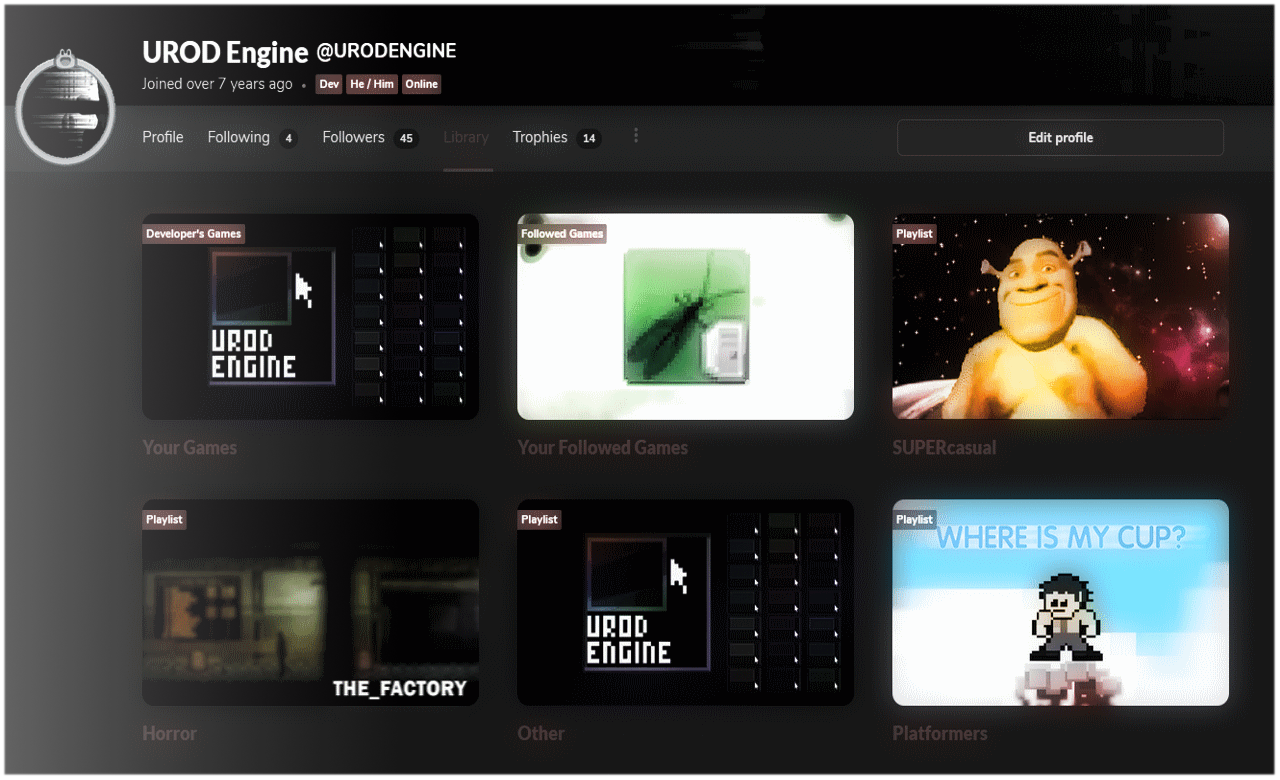 UROD Engine @URODENGINE
Joined over 7 years ago • Dev He / Him Online
Profile Following 4 Followers 45 Library Trophies 14
Edit profile
Developer's Games
UROD
ENGINE
Your Games
Followed Games
Your Followed Games
Playlist
SUPERcasual
Playlist
THE_FACTORY
Horror
Playlist
UROD
ENGINE
Other
Playlist
WHERE IS MY CUP?
Platformers